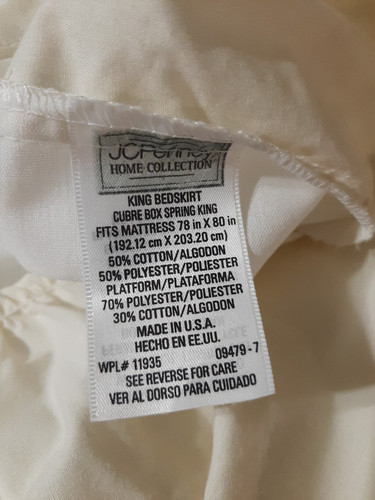 JCPenney
HOME COLLECTION
KING BEDSKIRT
CUBRE BOX SPRING KING
FITS MATTRESS 78 in X 80 in
(192.12 cm X 203.20 cm)
50% COTTON/ALGODON
50% POLYESTER/POLIESTER
PLATFORM/PLATAFORMA
70% POLYESTER/POLIESTER
30% COTTON/ALGODON
MADE IN U.S.A.
HECHO EN EE.UU.
WPL# 11935 09479-7
SEE REVERSE FOR CARE
VER AL DORSO PARA CUIDADO